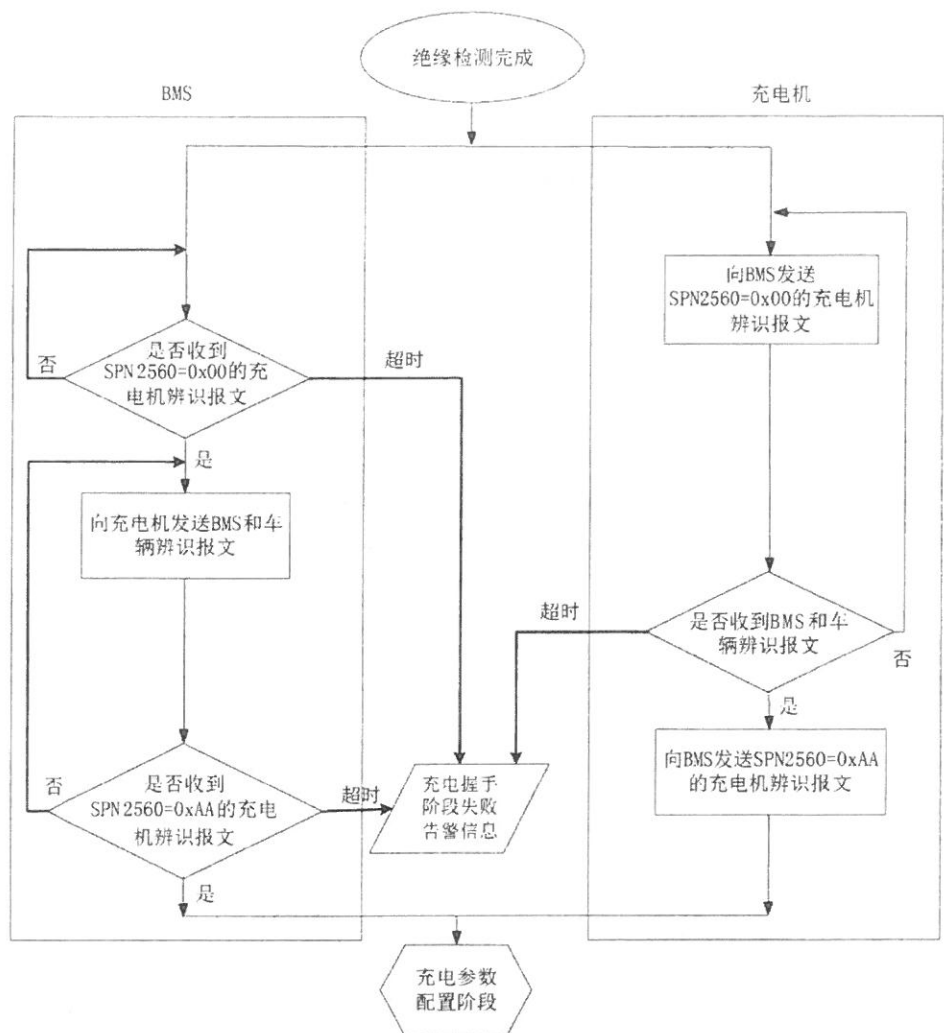 绝缘检测完成
BMS
充电机
向BMS发送
SPN2560=0x00的充电机
辨识报文
是否收到
SPN2560=0x00的充
电机辨识报文
否
超时
是
向充电机发送BMS和车
辆辨识报文
超时
是否收到BMS和车
辆辨识报文
否
是
向BMS发送SPN2560=0xAA
的充电机辨识报文
否
是否收到
SPN2560=0xAA的充电
机辨识报文
超时
充电握手
阶段失败
告警信息
是
充电参数
配置阶段